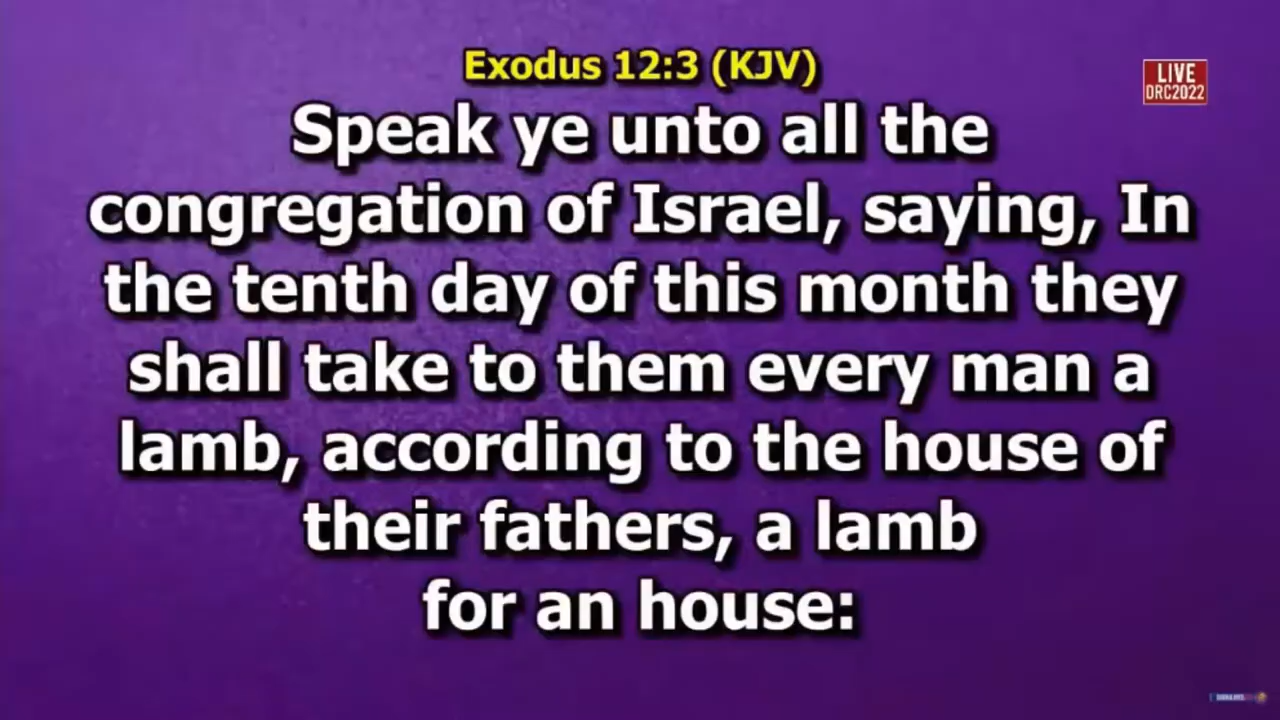 Exodus 12:3 (KJV)
LIVE
DRC2022
Speak ye unto all the
congregation of Israel, saying, In
the tenth day of this month they
shall take to them every man a
lamb, according to the house of
their fathers, a lamb
for an house: